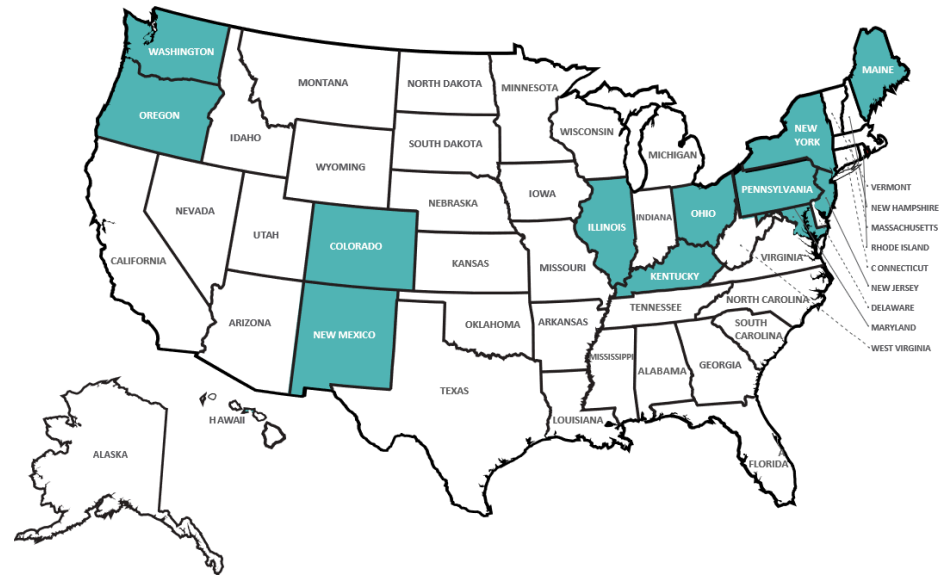 WASHINGTON
MAINE
MONTANA
NORTH DAKOTA
MINNESOTA
OREGON
IDAHO
WISCONSIN
NEW
YORK
SOUTH DAKOTA
MICHIGAN
WYOMING
PENNSYLVANIA
VERMONT
IOWA
NEBRASKA
NEVADA
NEW HAMPSHIRE
OHIO
INDIANA
ILLINOIS
MASSACHUSETTS
UTAH
COLORADO
RHODE ISLAND
VIRGINIA
CALIFORNIA
KANSAS
MISSOURI
C ONNECTICUT
KENTUCKY
NEW JERSEY
NORTH CAROLINA
TENNESSEE
DELAWARE
ARIZONA
OKLAHOMA
ARKANSAS
SOUTH
CAROLINA
MARYLAND
NEW MEXICO
WEST VIRGINIA
MISSISSIPPI
GEORGIA
ALABAMA
TEXAS
HAWAII
LOUISIANA
ALASKA
FLORIDA